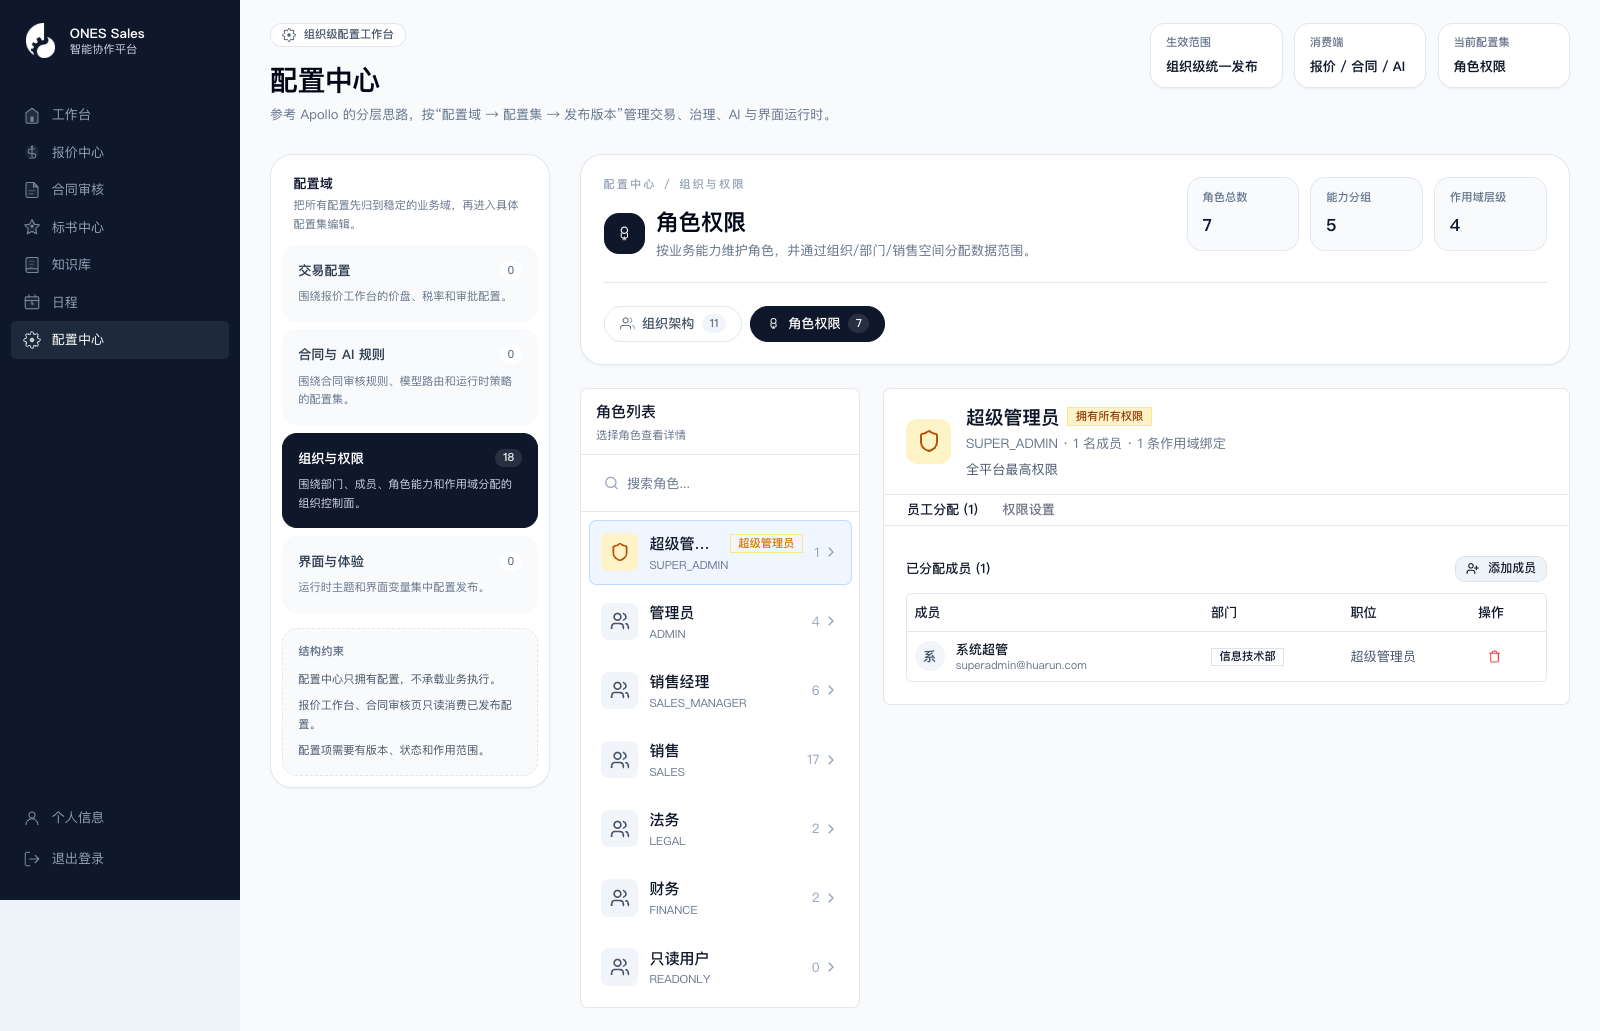 ONES Sales
智能协作平台
工作台
报价中心
合同审核
标书中心
知识库
日程
配置中心
个人信息
退出登录
组织级配置工作台
配置中心
参考 Apollo 的分层思路，按“配置域 → 配置集 → 发布版本”管理交易、治理、AI 与界面运行时。
生效范围
组织级统一发布
消费端
报价 / 合同 / AI
当前配置集
角色权限
配置域
把所有配置先归到稳定的业务域，再进入具体
配置集编辑。
交易配置 0
围绕报价工作台的价盘、税率和审批配置。
合同与 AI 规则 0
围绕合同审核规则、模型路由和运行时策略
的配置集。
组织与权限 18
围绕部门、成员、角色能力和作用域分配的
组织控制面。
界面与体验 0
运行时主题和界面变量集中配置发布。
结构约束
配置中心只拥有配置，不承载业务执行。
报价工作台、合同审核页只读消费已发布配
置。
配置项需要有版本、状态和作用范围。
配置中心 / 组织与权限
角色权限
按业务能力维护角色，并通过组织/部门/销售空间分配数据范围。
角色总数
7
能力分组
5
作用域层级
4
组织架构 11
角色权限 7
角色列表
选择角色查看详情
搜索角色...
超级管... 超级管理员 1
SUPER_ADMIN
管理员 4
ADMIN
销售经理 6
SALES_MANAGER
销售 17
SALES
法务 2
LEGAL
财务 2
FINANCE
只读用户 0
READONLY
超级管理员 拥有所有权限
SUPER_ADMIN · 1 名成员 · 1 条作用域绑定
全平台最高权限
员工分配 (1) 权限设置
已分配成员 (1) 添加成员
成员 部门 职位 操作
系 系统超管 信息技术部 超级管理员
superadmin@huarun.com